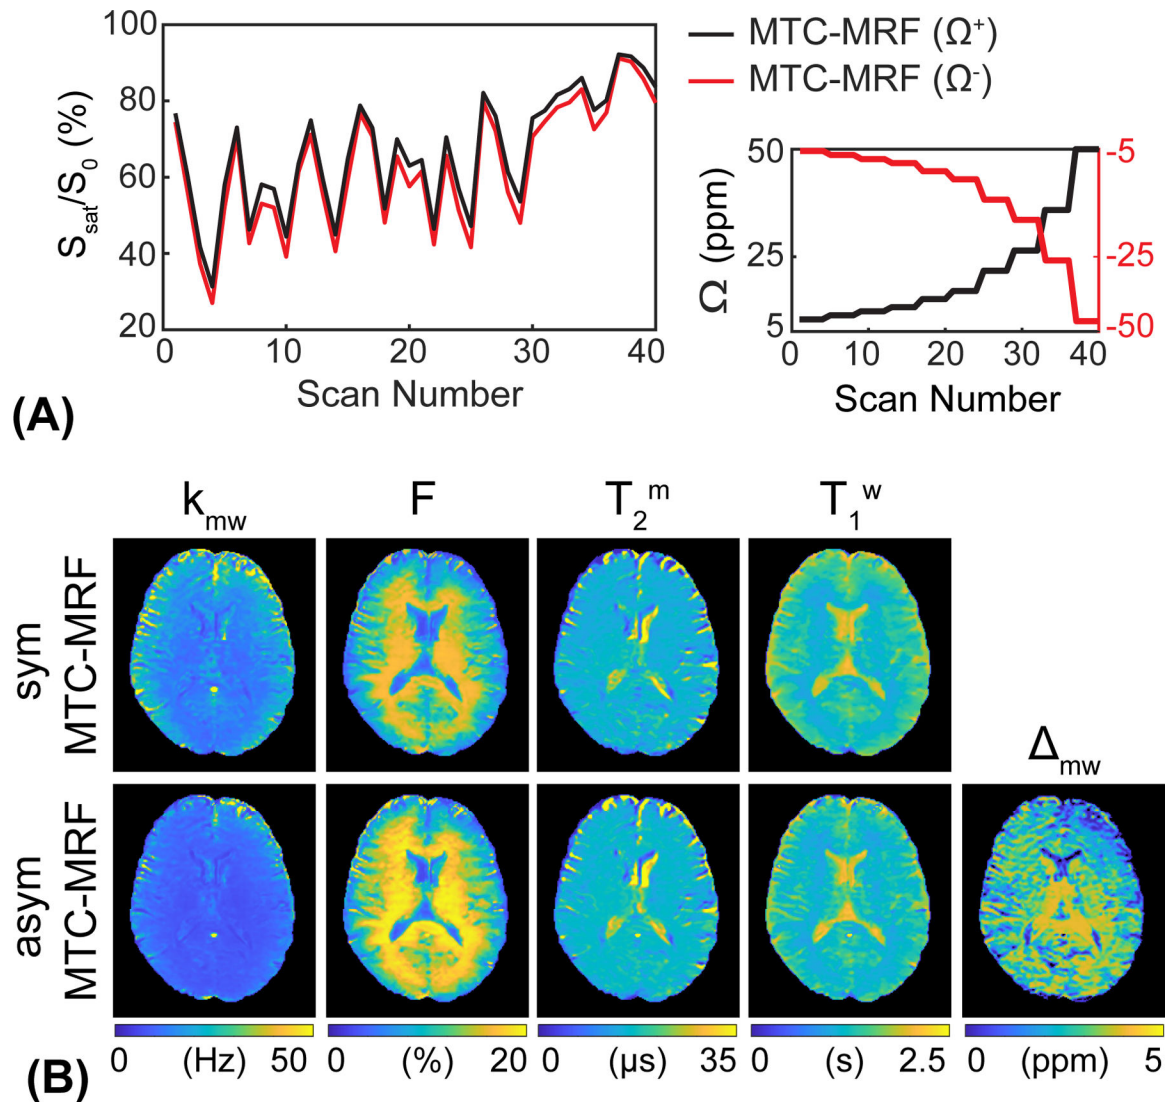 100
80
60
40
20
S_sat/S_0 (%)
0 10 20 30 40
Scan Number
MTC-MRF (Ω⁺)
MTC-MRF (Ω⁻)
50
25
5
Ω (ppm)
-5
-25
-50
0 10 20 30 40
Scan Number
(A)
k_mw F T_2^m T_1^w
sym
MTC-MRF
Δ_mw
asym
MTC-MRF
0 (Hz) 50 0 (%) 20 0 (μs) 35 0 (s) 2.5 0 (ppm) 5
(B)